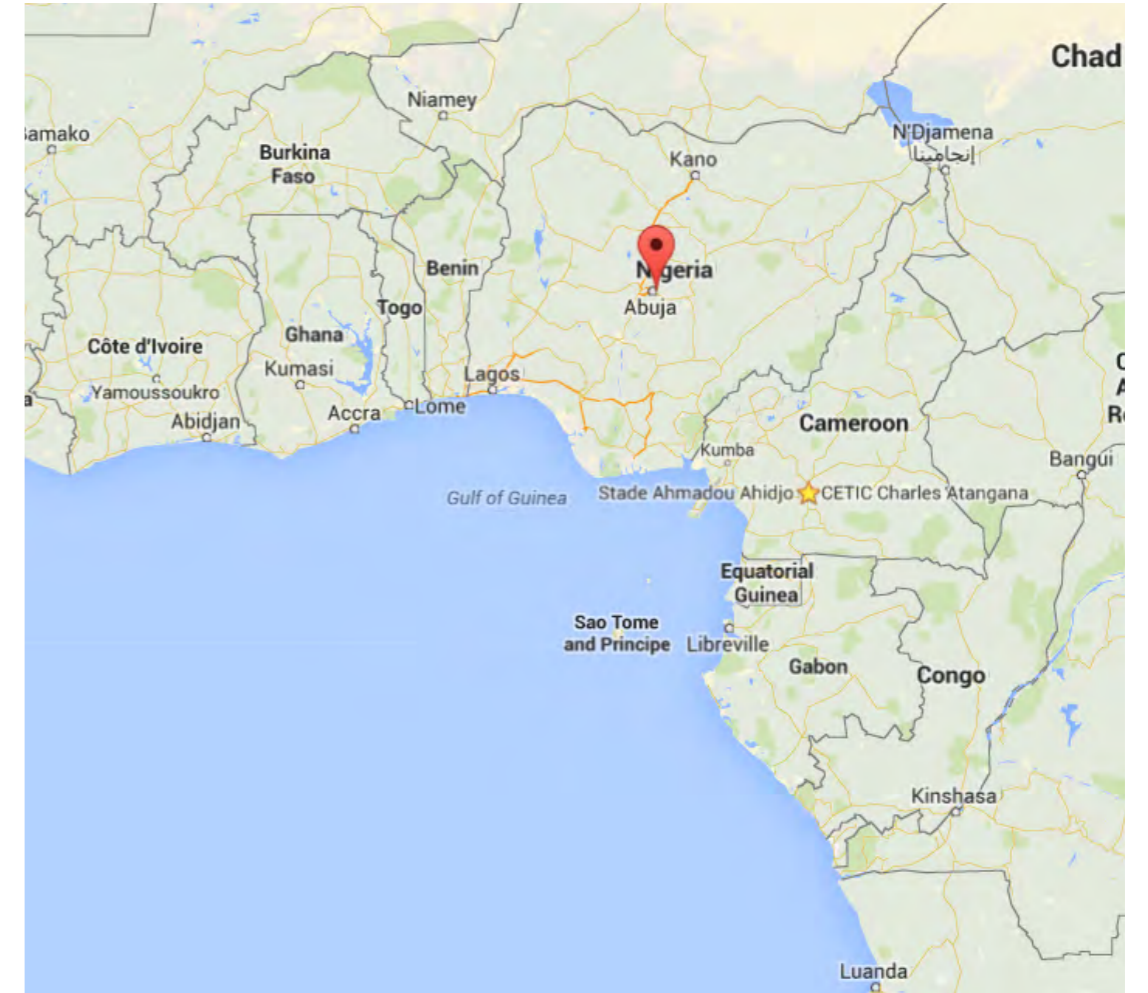 Chad
Niamey
N'Djamena
إنجامينا
Bamako
Burkina
Faso
Kano
Benin
Nigeria
Abuja
Togo
Ghana
Côte d'Ivoire
Kumasi
Lagos
Yamoussoukro
Abidjan
Accra
Lome
Cameroon
Kumba
Bangui
Gulf of Guinea
Stade Ahmadou Ahidjo
CETIC Charles Atangana
Equatorial
Guinea
Sao Tome
and Principe
Libreville
Gabon
Congo
Kinshasa
Luanda